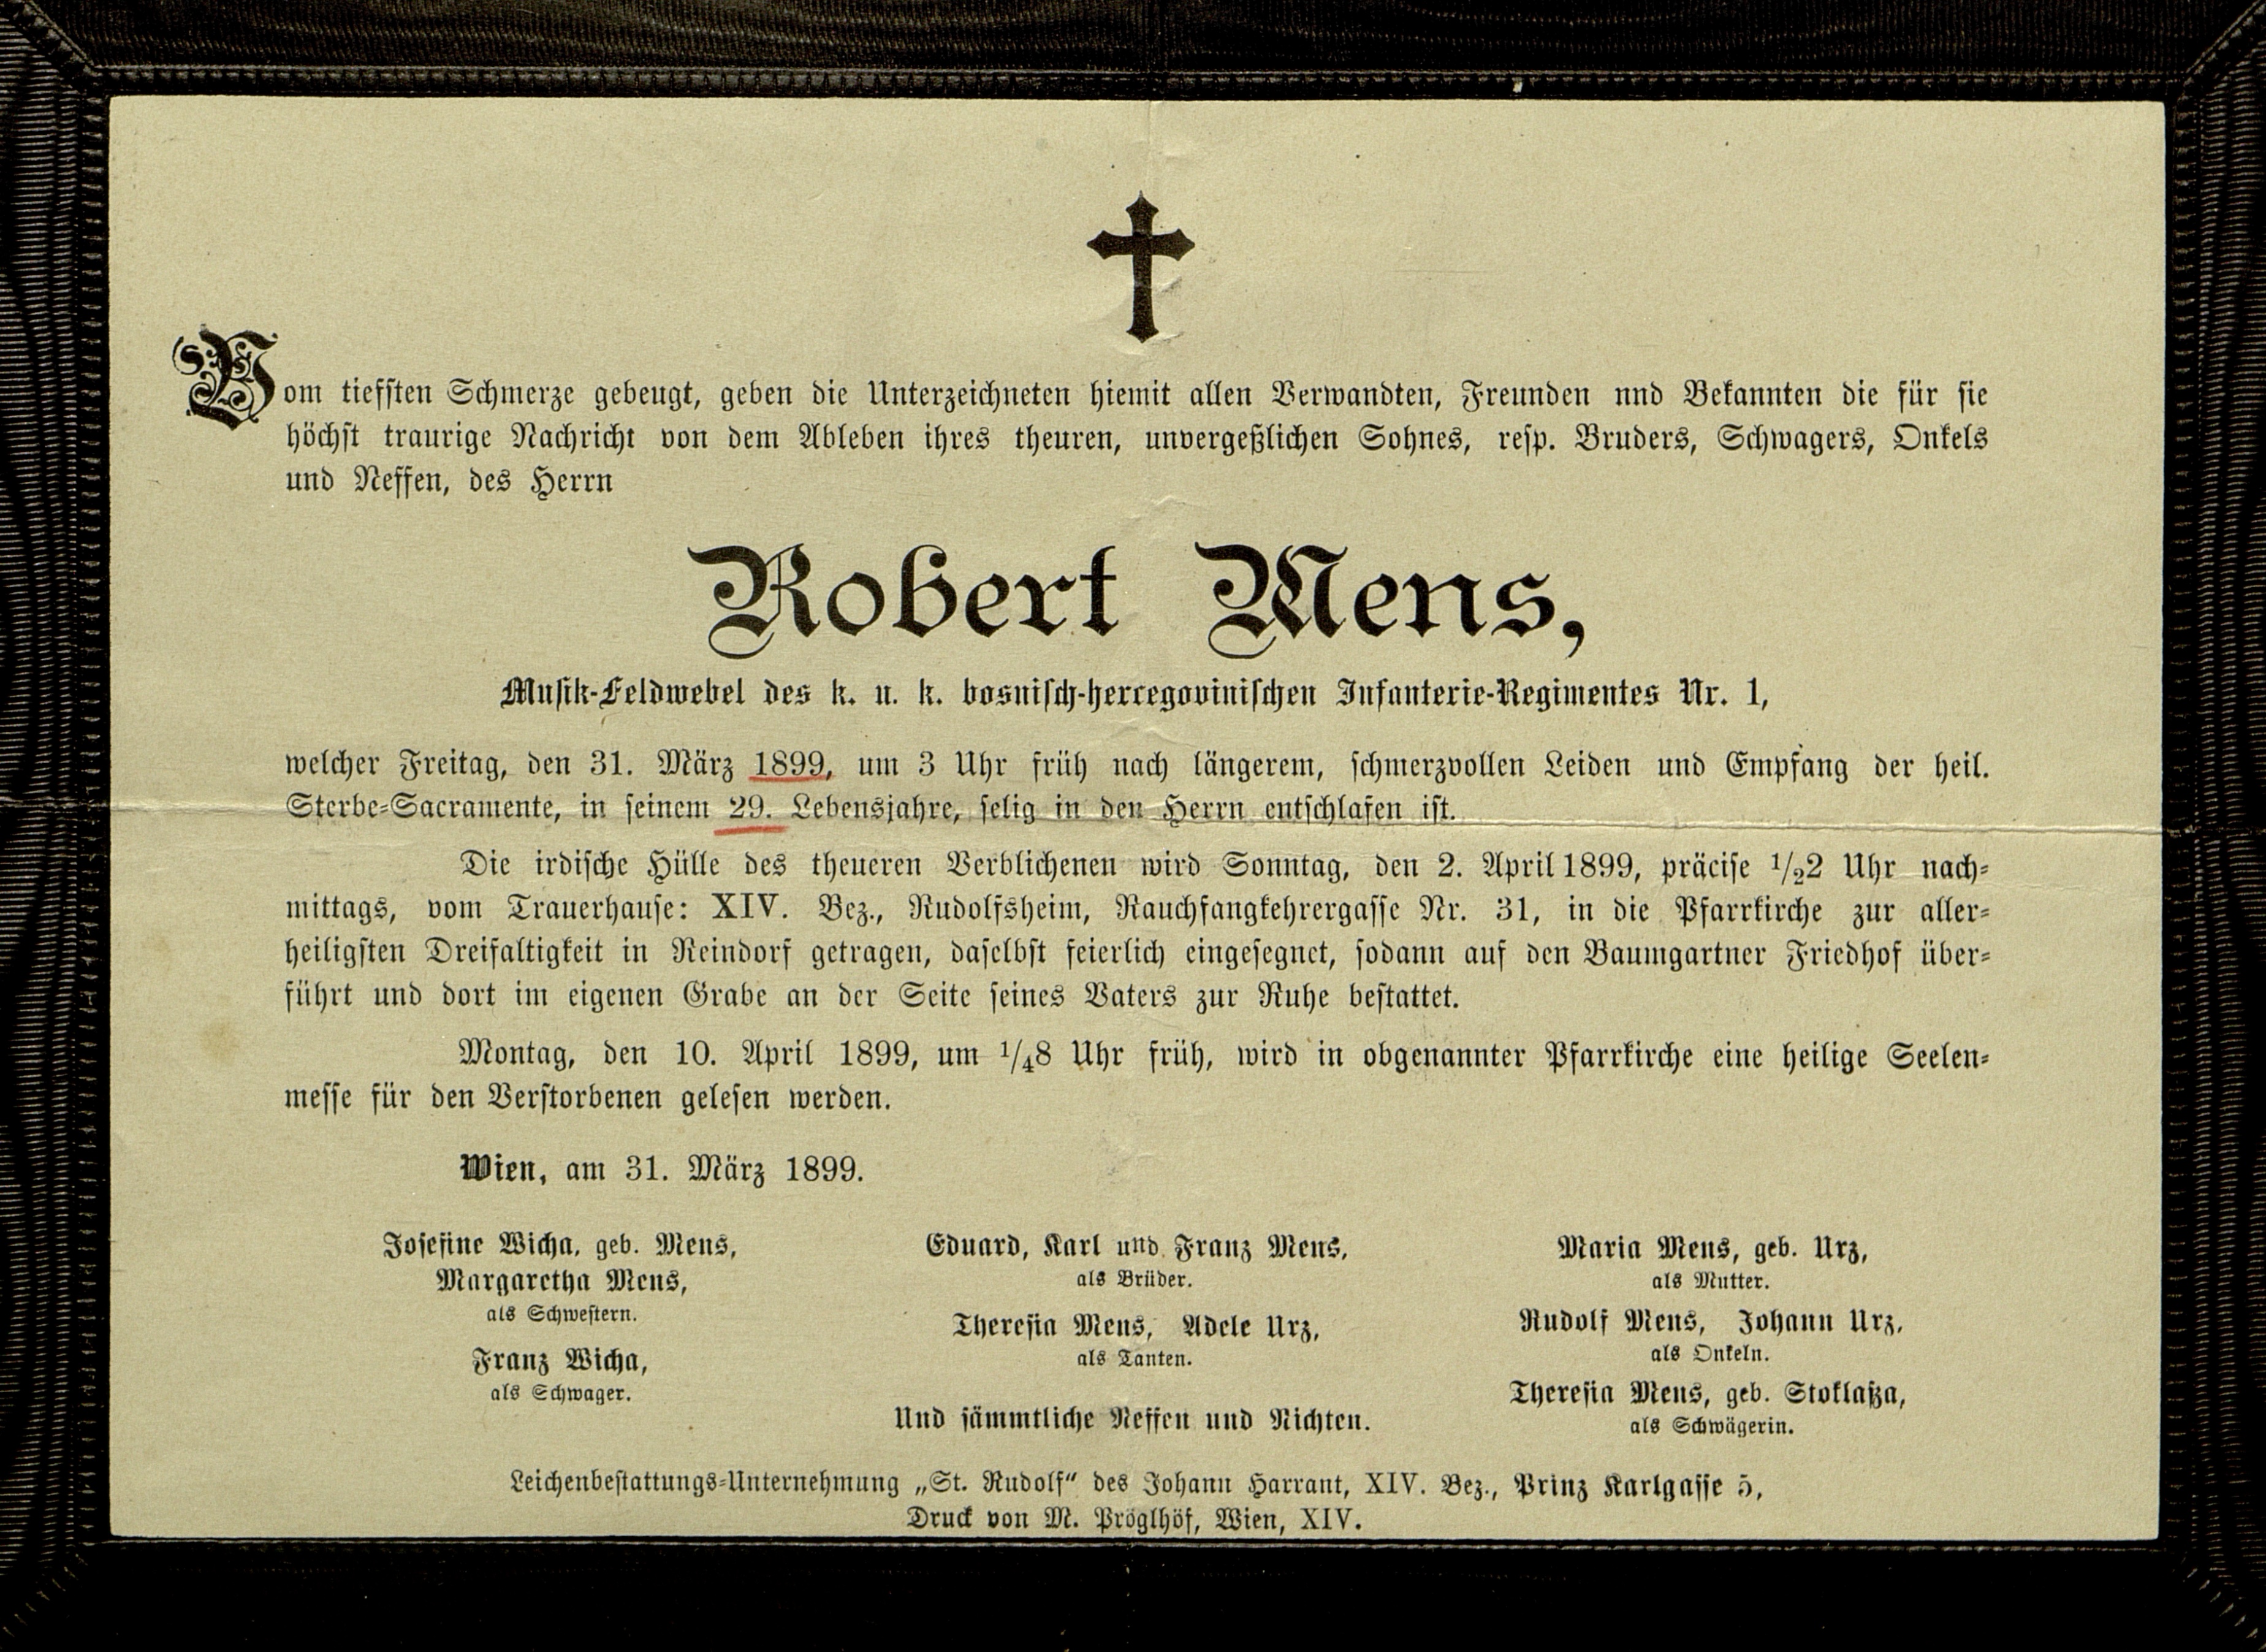 Vom tiefsten Schmerze gebeugt, geben die Unterzeichneten hiemit allen Verwandten, Freunden nnd Bekannten die für sie
höchst traurige Nachricht von dem Ableben ihres theuren, unvergeßlichen Sohnes, resp. Bruders, Schwagers, Onkels
und Neffen, des Herrn
Robert Mens,
Musik-Feldwebel des k. u. k. bosnisch-hercegovinischen Infanterie-Regimentes Nr. 1,
welcher Freitag, den 31. März 1899, um 3 Uhr früh nach längerem, schmerzvollen Leiden und Empfang der heil.
Sterbe-Sacramente, in seinem 29. Lebensjahre, selig in den Herrn entschlafen ist.
Die irdische Hülle des theueren Verblichenen wird Sonntag, den 2. April 1899, präcise 1/22 Uhr nach-
mittags, vom Trauerhause: XIV. Bez., Rudolfsheim, Rauchfangkehrergasse Nr. 31, in die Pfarrkirche zur aller-
heiligsten Dreifaltigkeit in Reindorf getragen, daselbst feierlich eingesegnet, sodann auf den Baumgartner Friedhof über-
führt und dort im eigenen Grabe an der Seite seines Vaters zur Ruhe bestattet.
Montag, den 10. April 1899, um 1/48 Uhr früh, wird in obgenannter Pfarrkirche eine heilige Seelen-
messe für den Verstorbenen gelesen werden.
Wien, am 31. März 1899.
Josefine Wicha, geb. Mens,
Margaretha Mens,
als Schwestern.
Franz Wicha,
als Schwager.
Eduard, Karl und Franz Mens,
als Brüder.
Theresia Mens, Adele Urz,
als Tanten.
Und sämmtliche Neffen und Nichten.
Maria Mens, geb. Urz,
als Mutter.
Rudolf Mens, Johann Urz,
als Onkeln.
Theresia Mens, geb. Stoklaßa,
als Schwägerin.
Leichenbestattungs-Unternehmung „St. Rudolf“ des Johann Harrant, XIV. Bez., Prinz Karlgasse 5,
Druck von M. Pröglhöf, Wien, XIV.